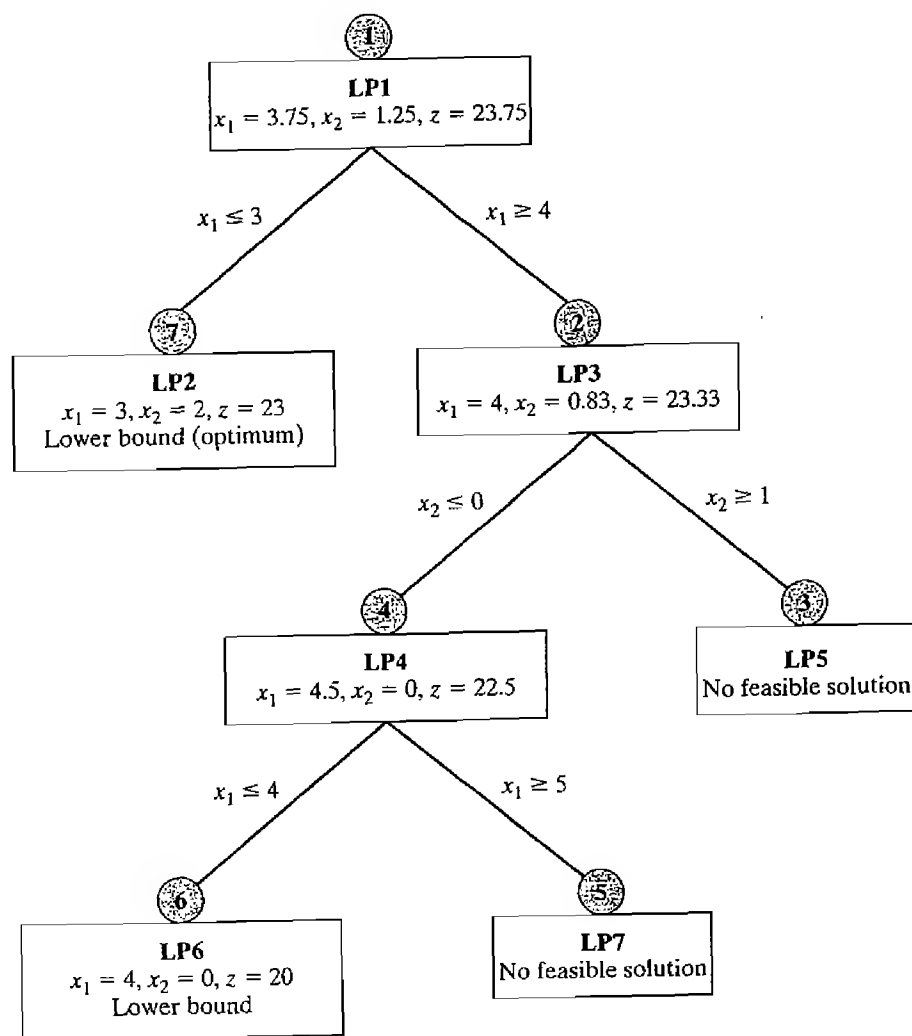 1
LP1
x₁ = 3.75, x₂ = 1.25, z = 23.75
x₁ ≤ 3
x₁ ≥ 4
7
LP2
x₁ = 3, x₂ = 2, z = 23
Lower bound (optimum)
2
LP3
x₁ = 4, x₂ = 0.83, z = 23.33
x₂ ≤ 0
x₂ ≥ 1
4
LP4
x₁ = 4.5, x₂ = 0, z = 22.5
3
LP5
No feasible solution
x₁ ≤ 4
x₁ ≥ 5
6
LP6
x₁ = 4, x₂ = 0, z = 20
Lower bound
5
LP7
No feasible solution